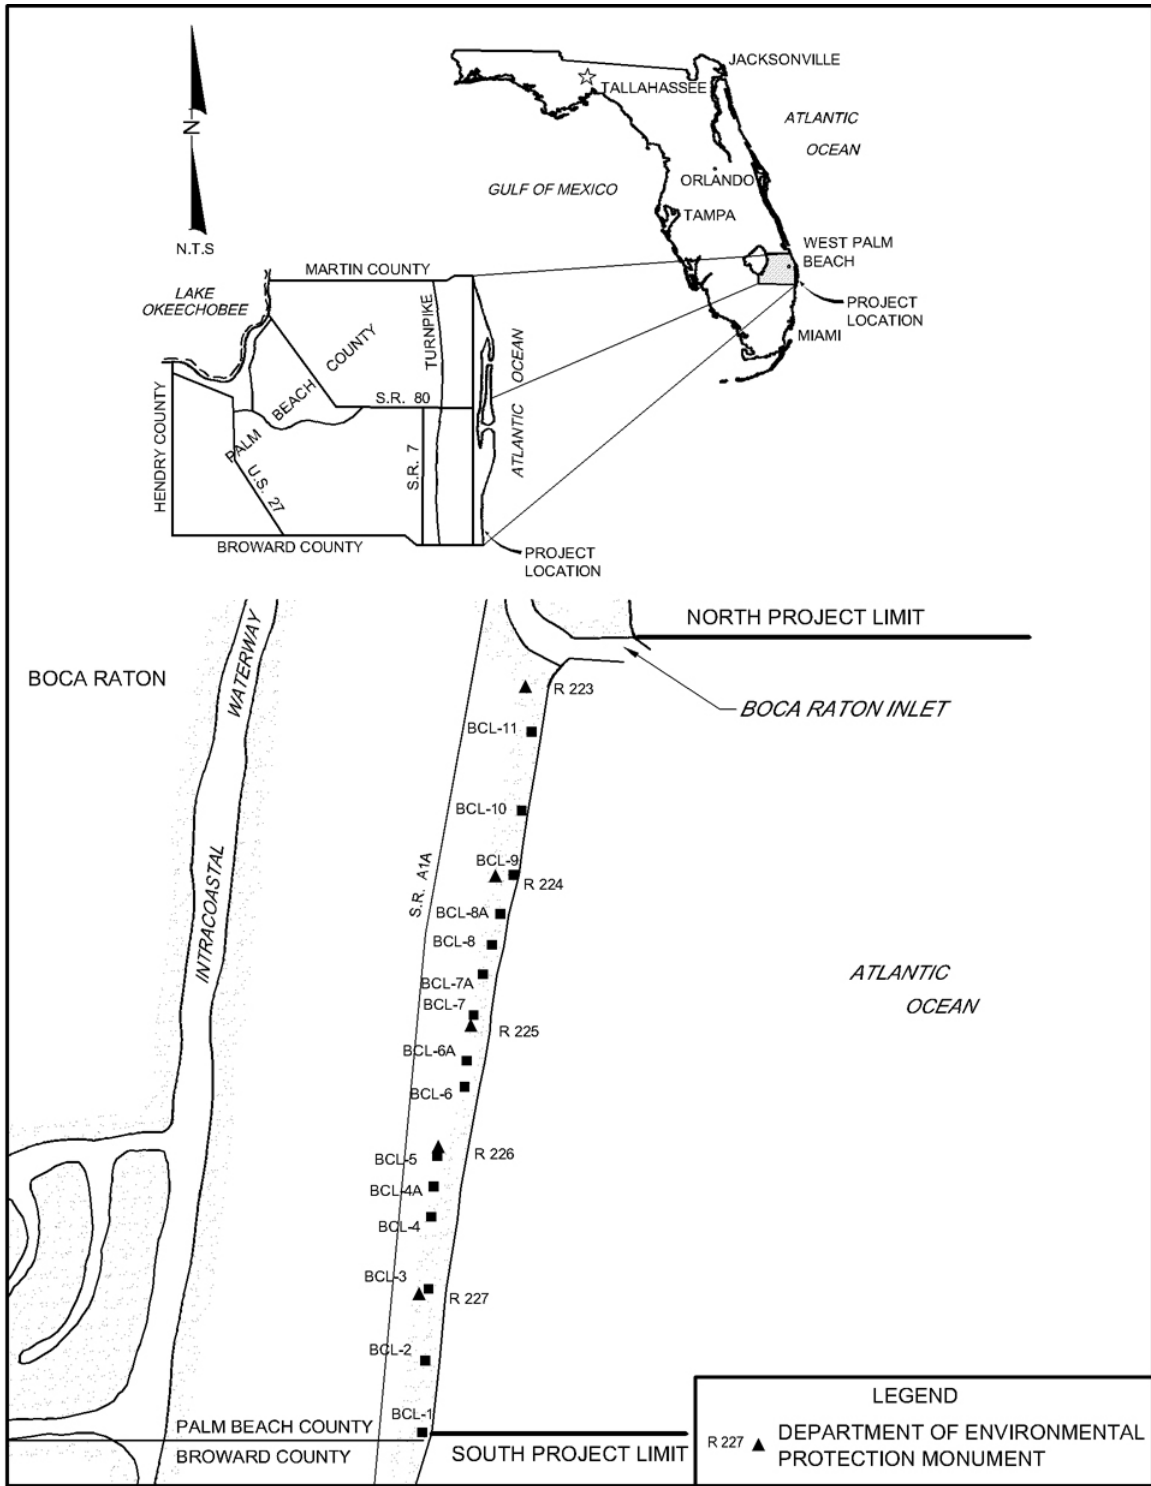 JACKSONVILLE
TALLAHASSEE
ATLANTIC
OCEAN
N
GULF OF MEXICO
ORLANDO
TAMPA
N.T.S
WEST PALM
BEACH
MARTIN COUNTY
LAKE
OKEECHOBEE
PROJECT
LOCATION
MIAMI
TURNPIKE
PALM BEACH COUNTY
ATLANTIC OCEAN
S.R. 80
HENDRY COUNTY
S.R. 7
U.S. 27
BROWARD COUNTY
PROJECT
LOCATION
NORTH PROJECT LIMIT
BOCA RATON
INTRACOASTAL WATERWAY
R 223
BOCA RATON INLET
BCL-11
BCL-10
S.R. A1A
BCL-9
R 224
BCL-8A
BCL-8
BCL-7A
BCL-7
R 225
BCL-6A
BCL-6
ATLANTIC
OCEAN
R 226
BCL-5
BCL-4A
BCL-4
BCL-3
R 227
BCL-2
BCL-1
PALM BEACH COUNTY
BROWARD COUNTY
SOUTH PROJECT LIMIT
LEGEND
R 227 DEPARTMENT OF ENVIRONMENTAL
PROTECTION MONUMENT